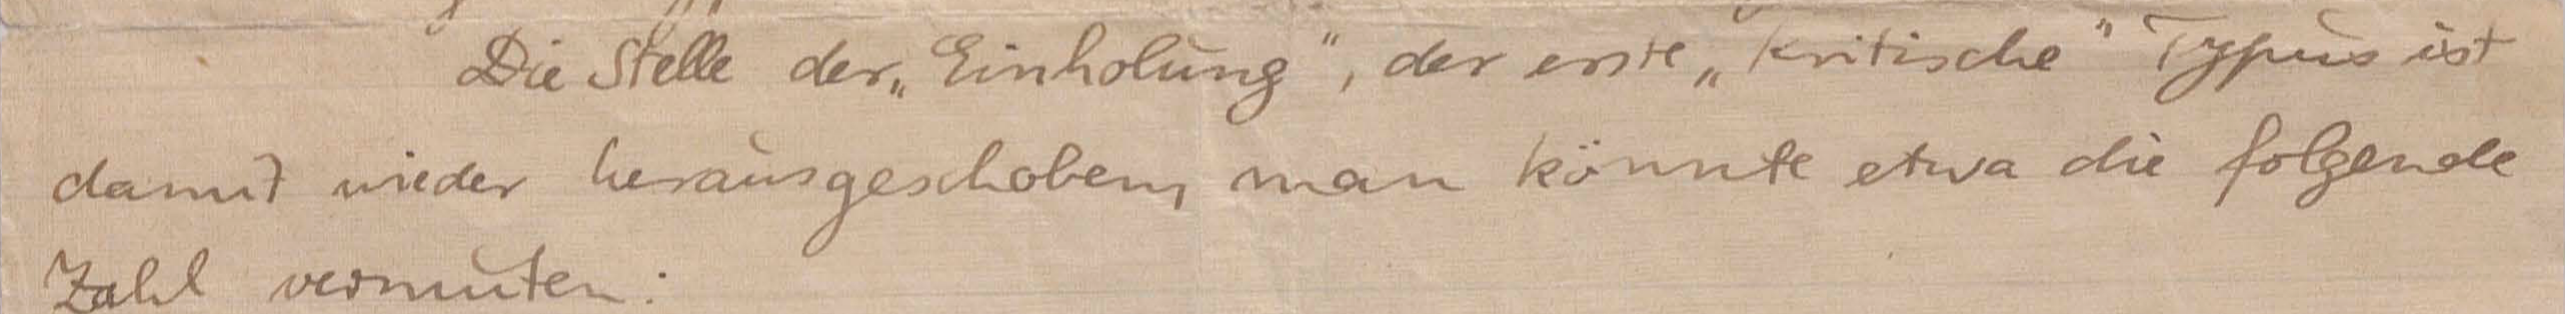 Die Stelle der „Einholung", der erste „kritische" Typus ist
damit wieder herausgeschoben, man könnte etwa die folgende
Zahl vermuten: